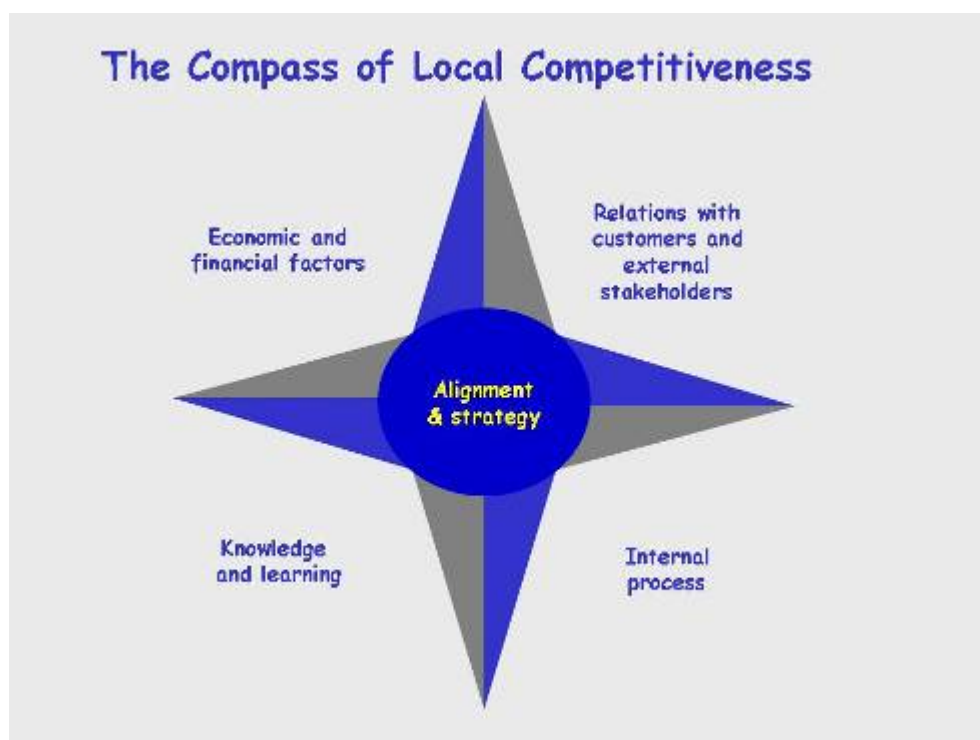 The Compass of Local Competitiveness
Economic and
financial factors
Relations with
customers and
external
stakeholders
Alignment
& strategy
Knowledge
and learning
Internal
process